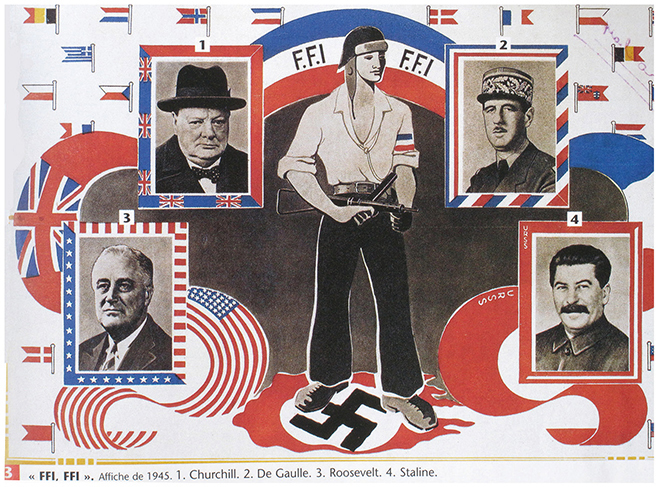 1
2
F.F.I F.F.I
3
4
URSS
URSS
3 « FFI, FFI ». Affiche de 1945. 1. Churchill. 2. De Gaulle. 3. Roosevelt. 4. Staline.